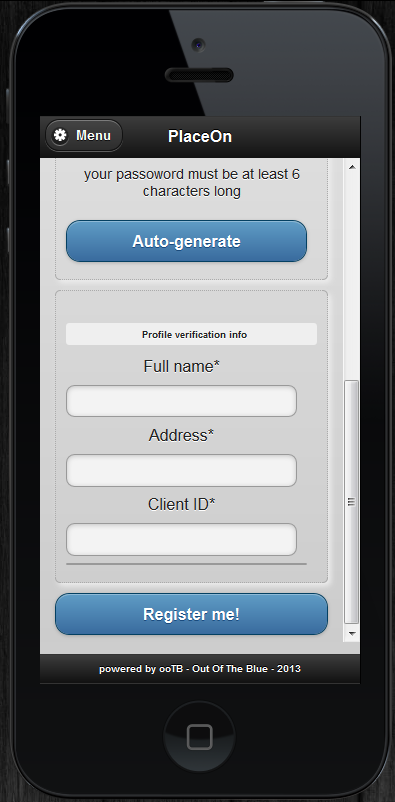 Menu
PlaceOn
your passoword must be at least 6
characters long
Auto-generate
Profile verification info
Full name*
Address*
Client ID*
Register me!
powered by ooTB - Out Of The Blue - 2013